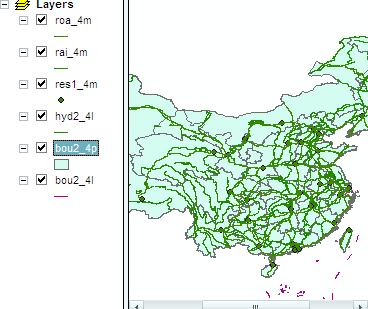 Layers
roa_4m
rai_4m
res1_4m
hyd2_4l
bou2_4p
bou2_4l